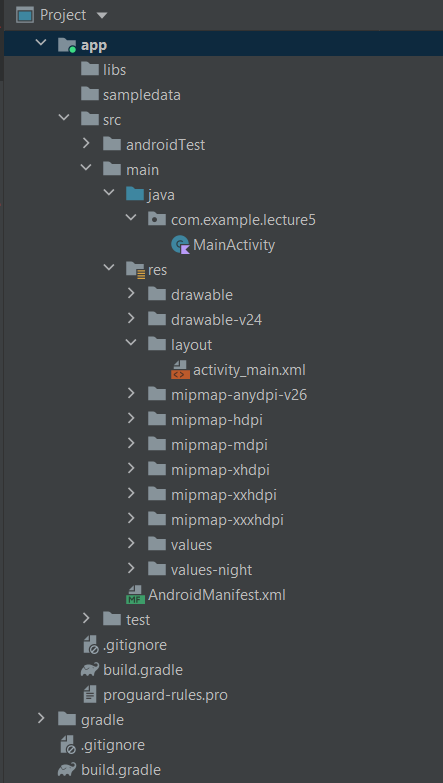 Project
app
libs
sampledata
src
androidTest
main
java
com.example.lecture5
MainActivity
res
drawable
drawable-v24
layout
activity_main.xml
mipmap-anydpi-v26
mipmap-hdpi
mipmap-mdpi
mipmap-xhdpi
mipmap-xxhdpi
mipmap-xxxhdpi
values
values-night
MF AndroidManifest.xml
test
.gitignore
build.gradle
proguard-rules.pro
gradle
.gitignore
build.gradle